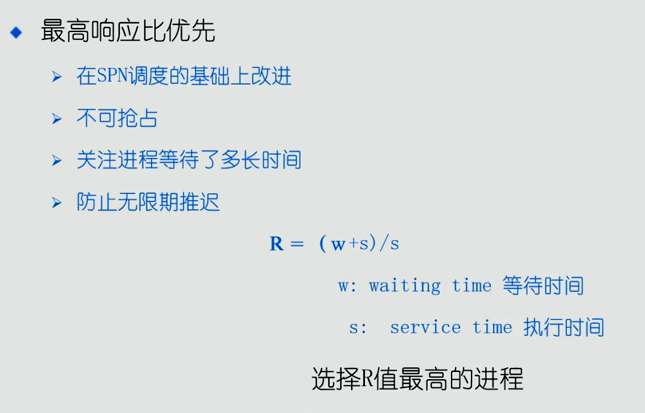 最高响应比优先
在SPN调度的基础上改进
不可抢占
关注进程等待了多长时间
防止无限期推迟
R = (w+s)/s
w: waiting time 等待时间
s: service time 执行时间
选择R值最高的进程